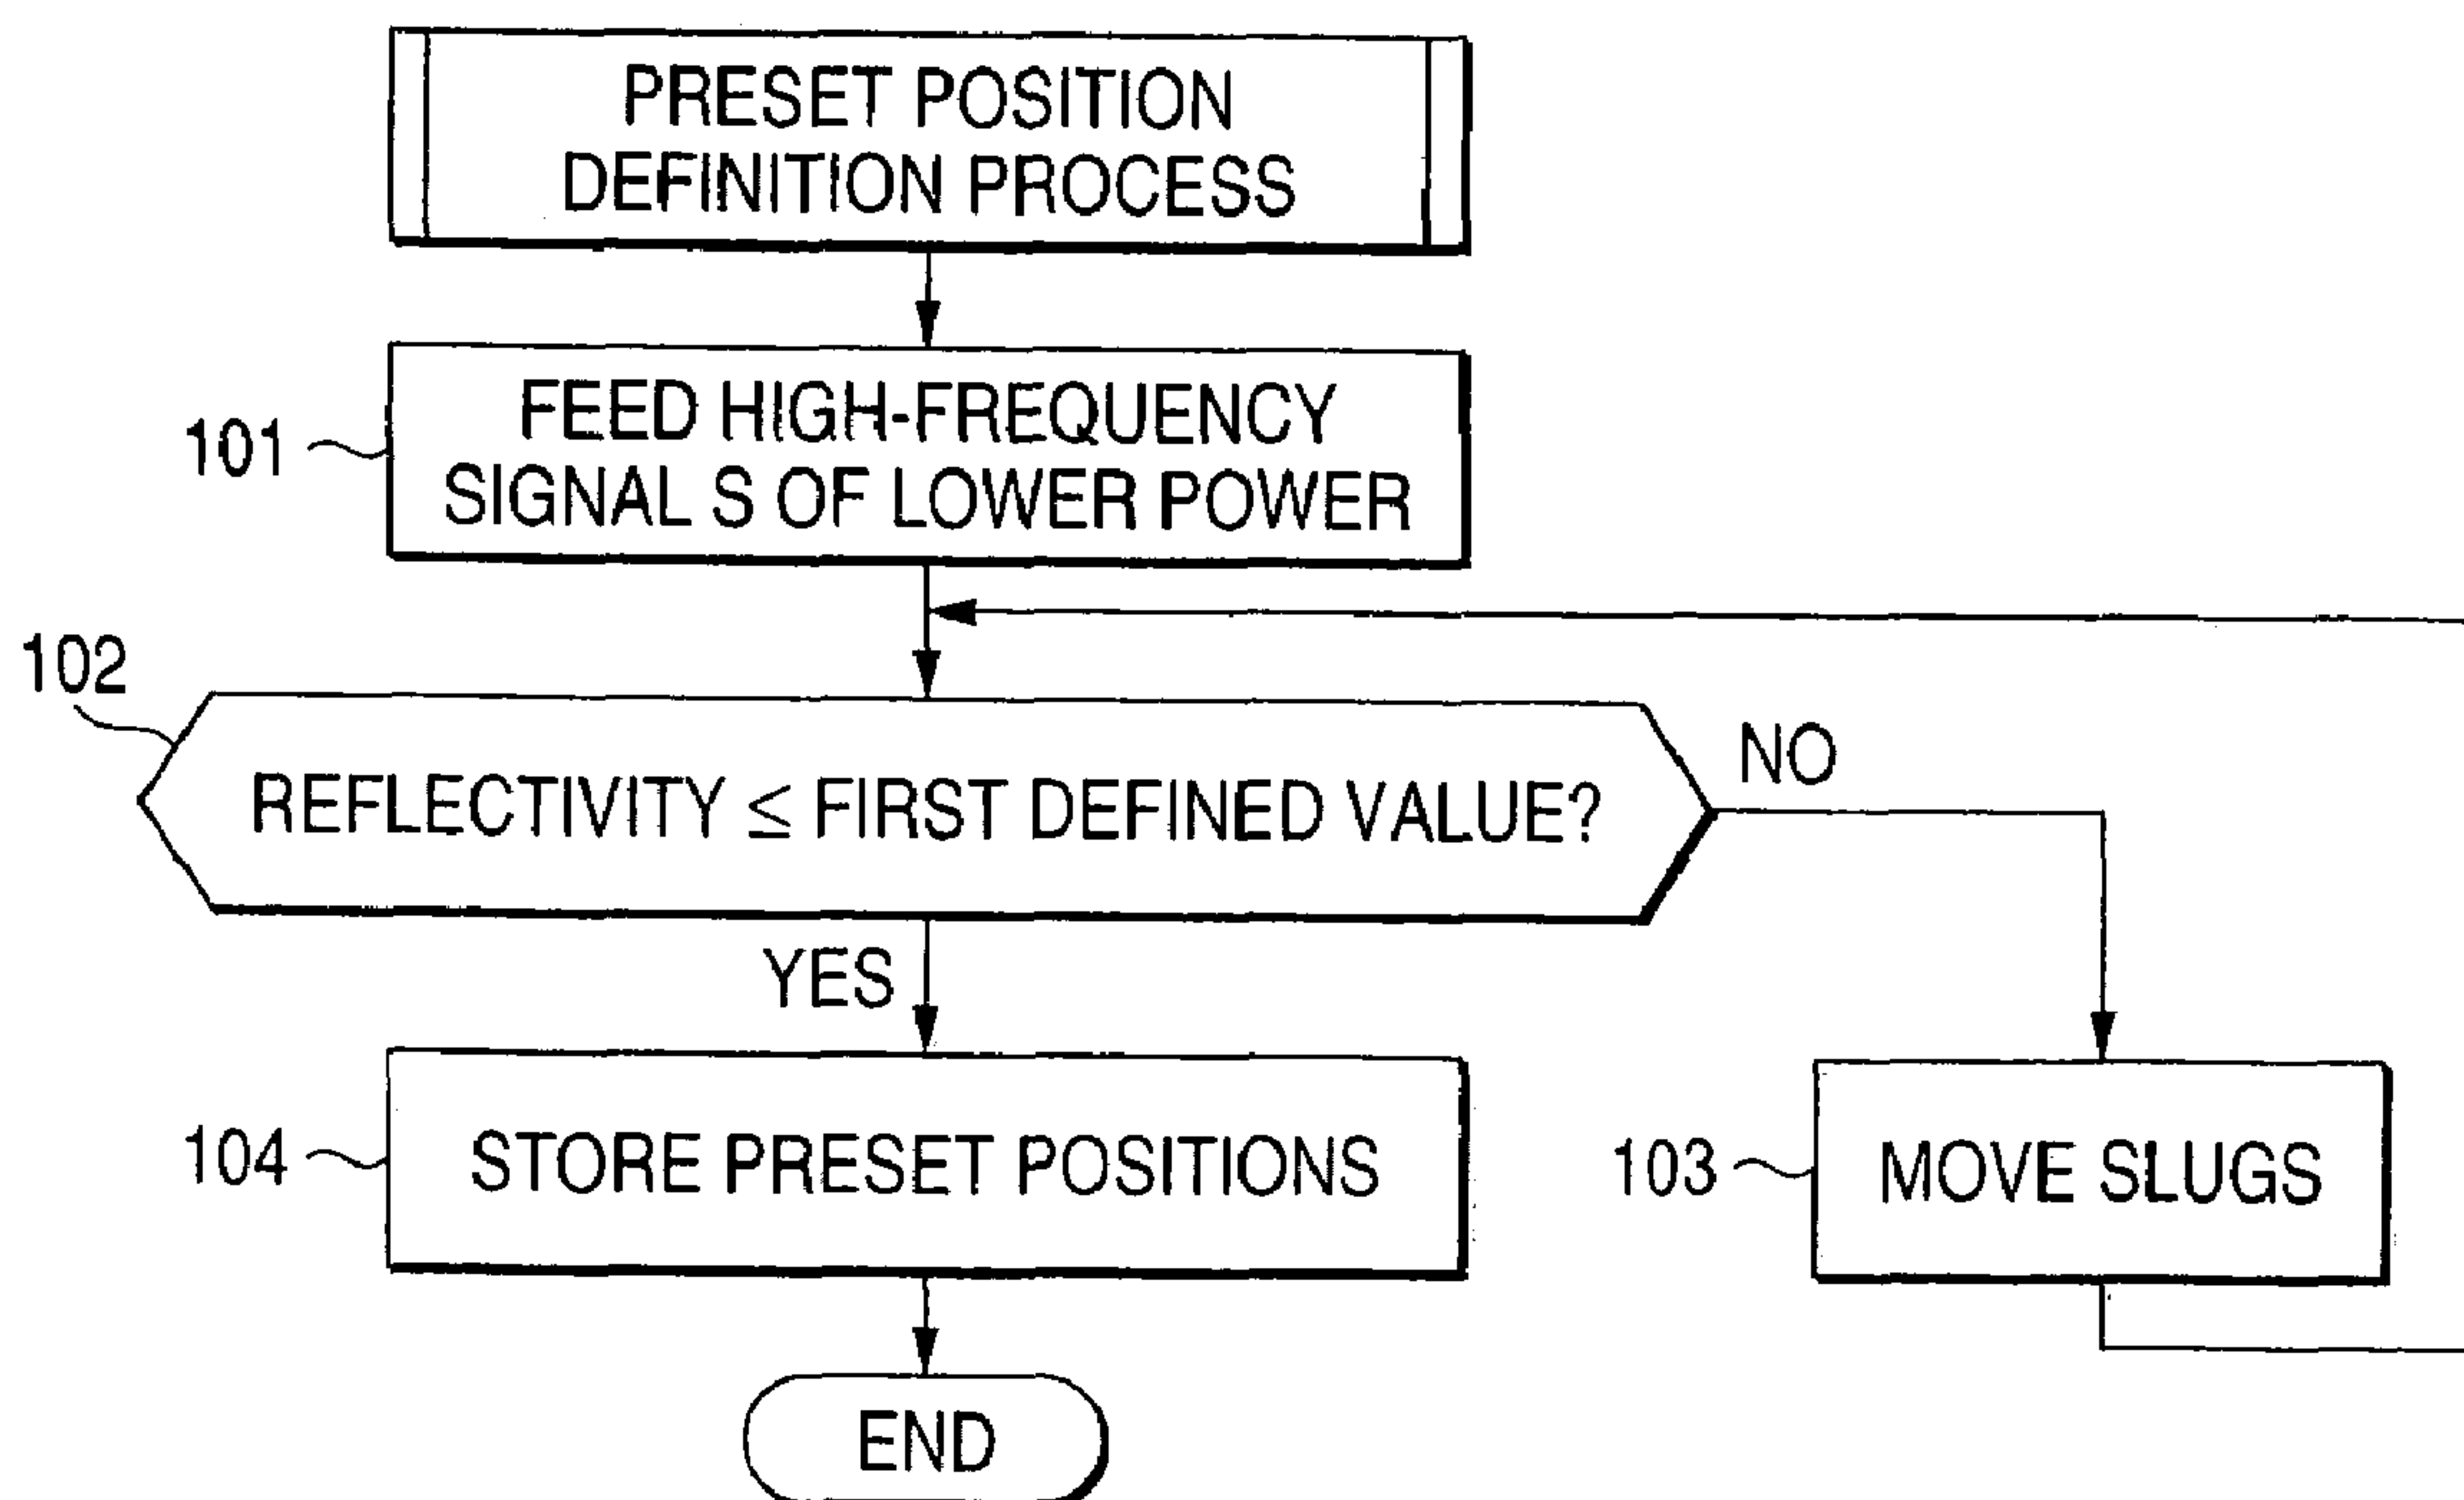 PRESET POSITION
DEFINITION PROCESS
101
FEED HIGH-FREQUENCY
SIGNAL S OF LOWER POWER
102
REFLECTIVITY ≤ FIRST DEFINED VALUE?
NO
YES
104
STORE PRESET POSITIONS
103
MOVE SLUGS
END